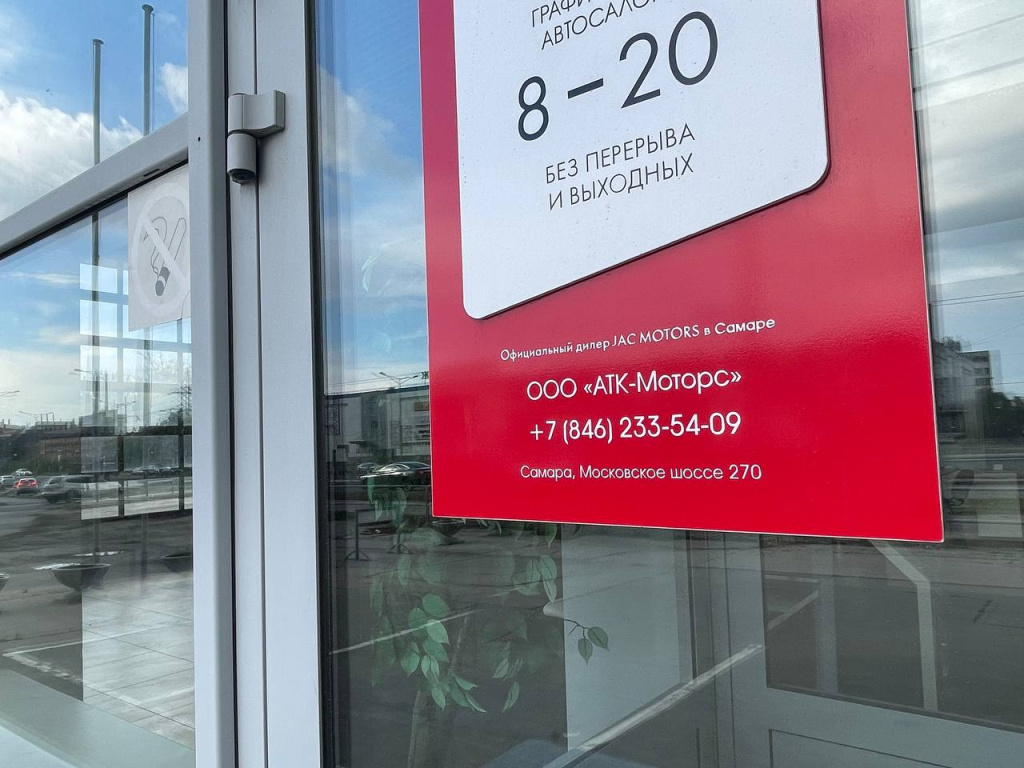 8 – 20
БЕЗ ПЕРЕРЫВА
И ВЫХОДНЫХ
Официальный дилер JAC MOTORS в Самаре
ООО «АТК-Моторс»
+7 (846) 233-54-09
Самара, Московское шоссе 270